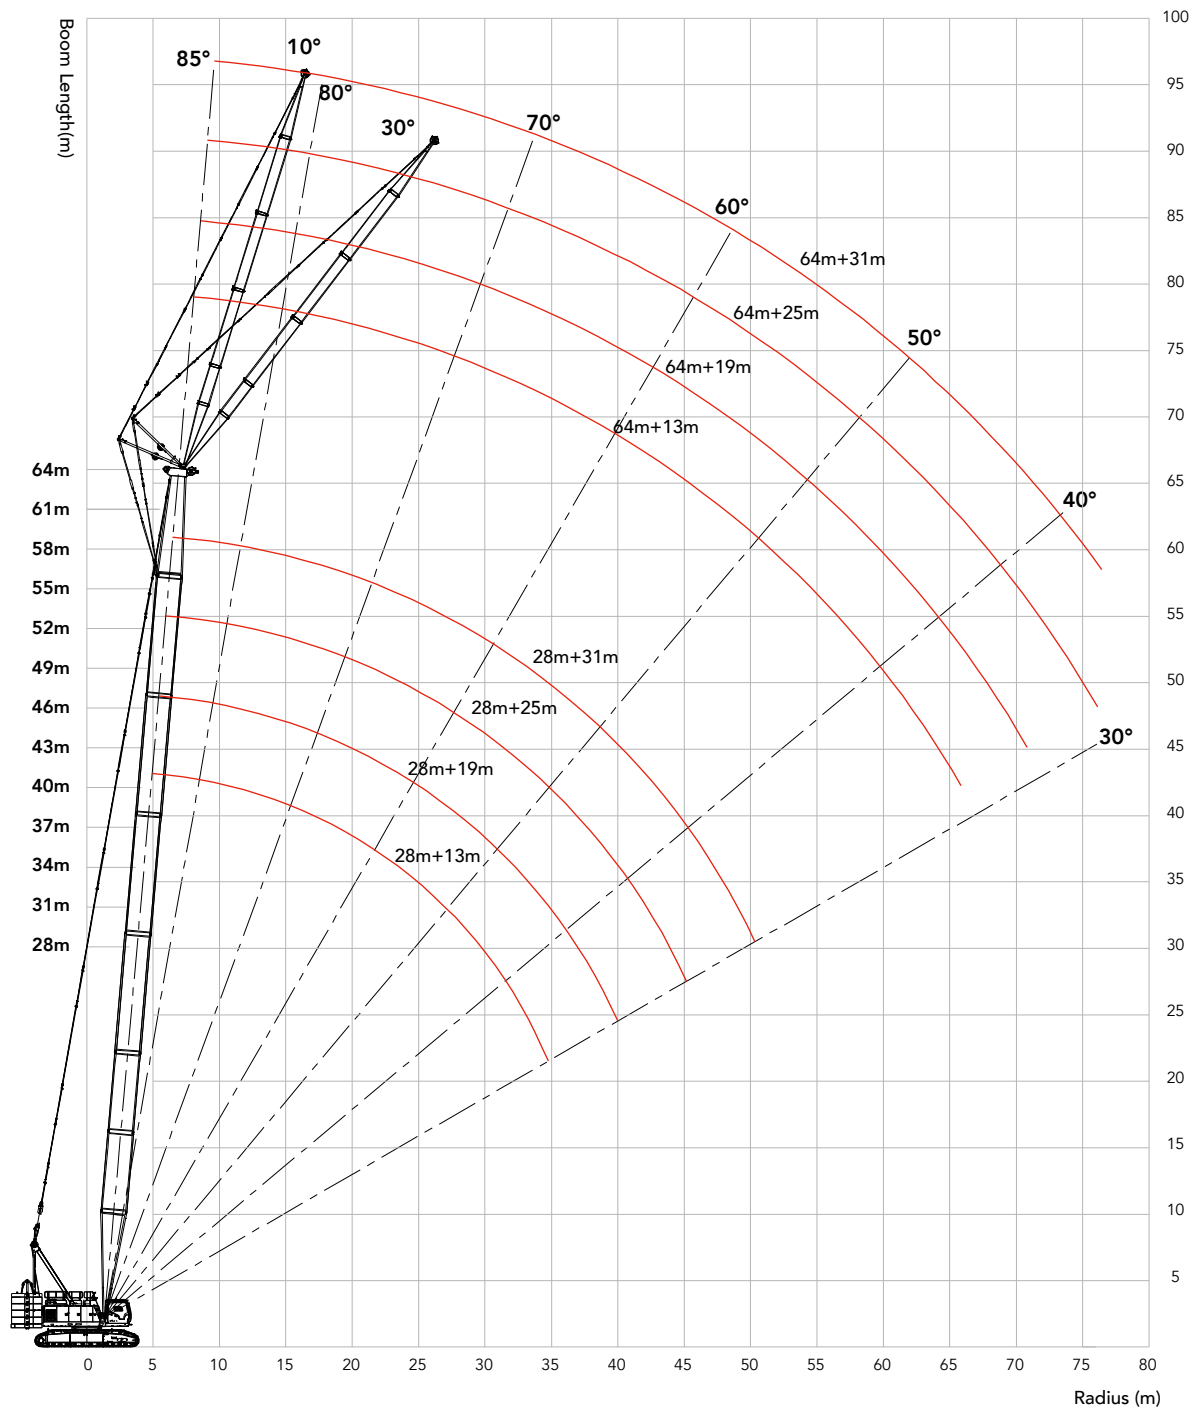 100
Boom Length(m)
10°
85°
95
80°
30°
70°
90
60°
85
64m+31m
80
64m+25m
50°
75
64m+19m
70
64m+13m
64m
65
40°
61m
58m
60
55m
55
52m
28m+31m
49m
50
46m
28m+25m
30°
43m
45
28m+19m
40m
40
37m
28m+13m
34m
35
31m
28m
30
25
20
15
10
5
0 5 10 15 20 25 30 35 40 45 50 55 60 65 70 75 80
Radius (m)